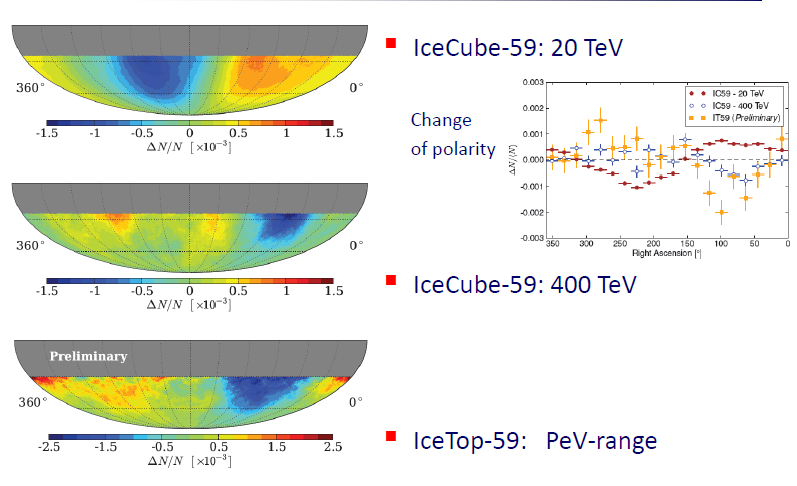 IceCube-59: 20 TeV
360° 0°
-1.5 -1 -0.5 0 0.5 1 1.5
ΔN/N [×10⁻³]
Change
of polarity
0.003
0.002
0.001
0.000
-0.001
-0.002
-0.003
ΔN/⟨N⟩
IC59 - 20 TeV
IC59 - 400 TeV
IT59 (Preliminary)
350 300 250 200 150 100 50 0
Right Ascension [°]
360° 0°
-1.5 -1 -0.5 0 0.5 1 1.5
ΔN/N [×10⁻³]
IceCube-59: 400 TeV
Preliminary
360° 0°
-2.5 -1.5 -0.5 0.5 1.5 2.5
ΔN/N [×10⁻³]
IceTop-59: PeV-range